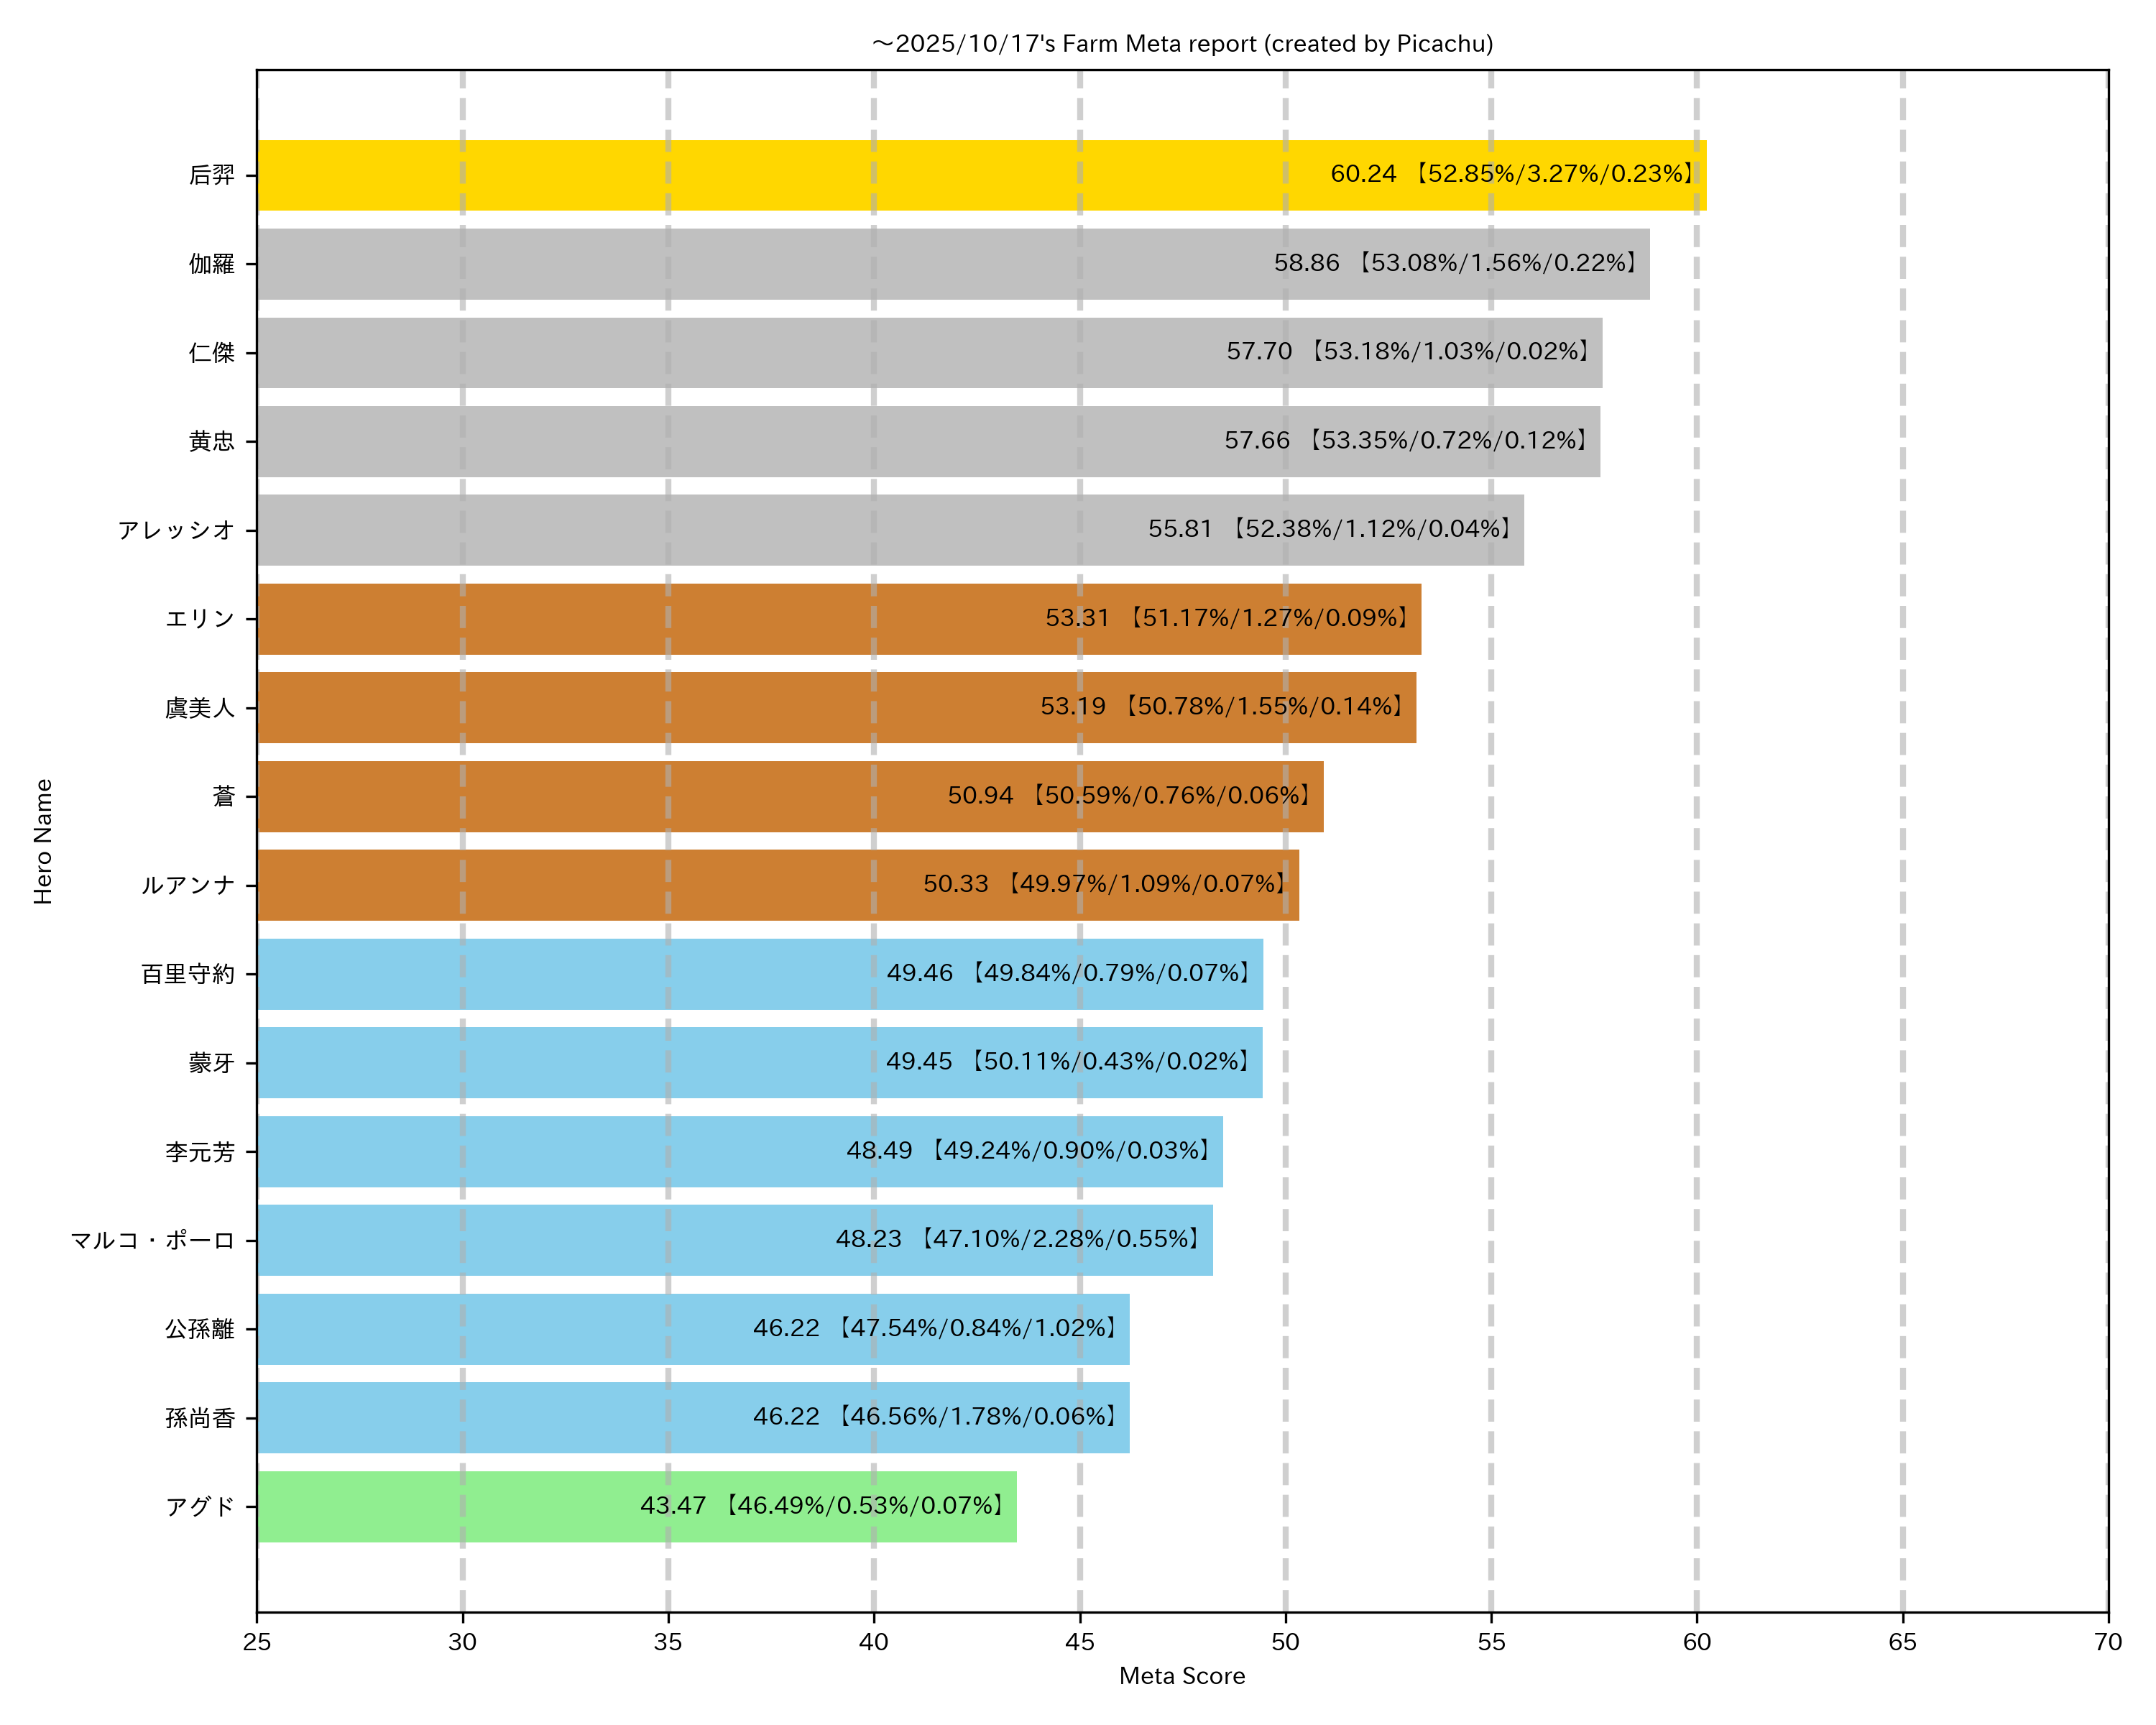 ～2025/10/17's Farm Meta report (created by Picachu)
后羿 60.24 【52.85%/3.27%/0.23%】
伽羅 58.86 【53.08%/1.56%/0.22%】
仁傑 57.70 【53.18%/1.03%/0.02%】
黄忠 57.66 【53.35%/0.72%/0.12%】
アレッシオ 55.81 【52.38%/1.12%/0.04%】
エリン 53.31 【51.17%/1.27%/0.09%】
虞美人 53.19 【50.78%/1.55%/0.14%】
蒼 50.94 【50.59%/0.76%/0.06%】
ルアンナ 50.33 【49.97%/1.09%/0.07%】
百里守約 49.46 【49.84%/0.79%/0.07%】
蒙牙 49.45 【50.11%/0.43%/0.02%】
李元芳 48.49 【49.24%/0.90%/0.03%】
マルコ・ポーロ 48.23 【47.10%/2.28%/0.55%】
公孫離 46.22 【47.54%/0.84%/1.02%】
孫尚香 46.22 【46.56%/1.78%/0.06%】
アグド 43.47 【46.49%/0.53%/0.07%】
Hero Name
25 30 35 40 45 50 55 60 65 70
Meta Score